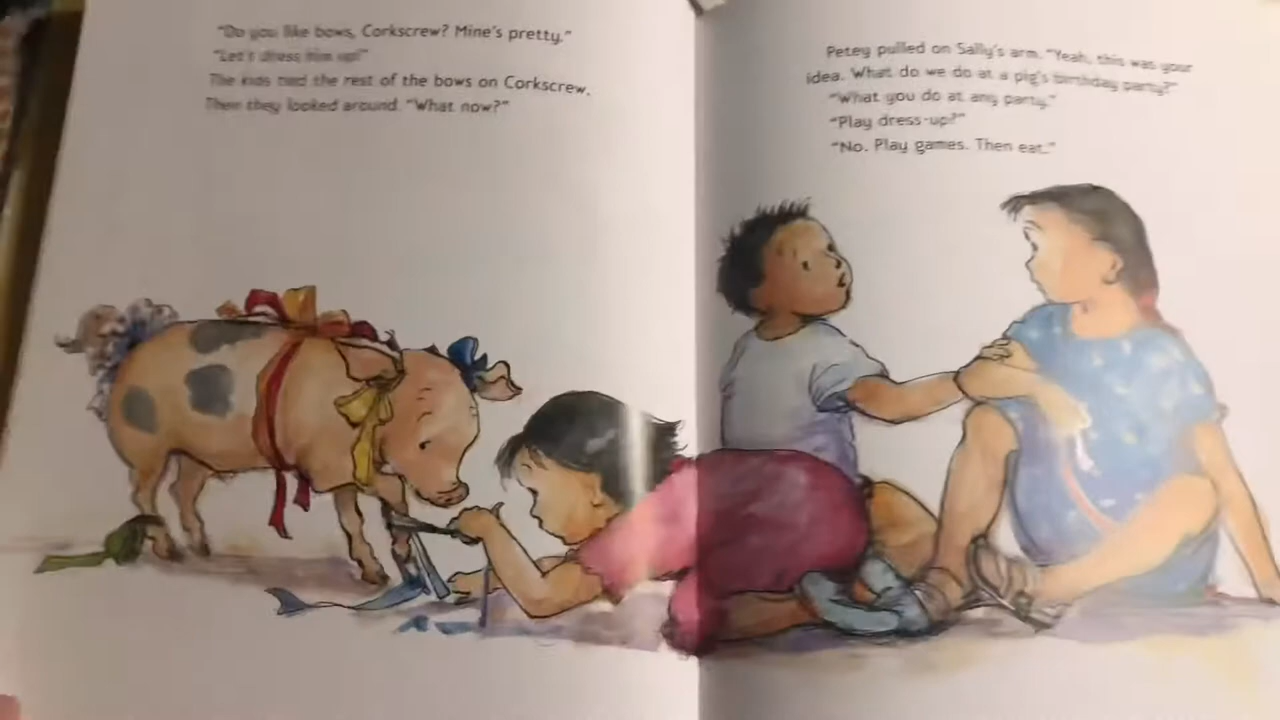 "Do you like bows, Corkscrew? Mine's pretty."
"Let's dress him up!"
The kids tied the rest of the bows on Corkscrew.
Then they looked around. "What now?"
Petey pulled on Sally's arm. "Yeah, this was your
idea. What do we do at a pig's birthday party?"
"What you do at any party."
"Play dress-up?"
"No. Play games. Then eat."